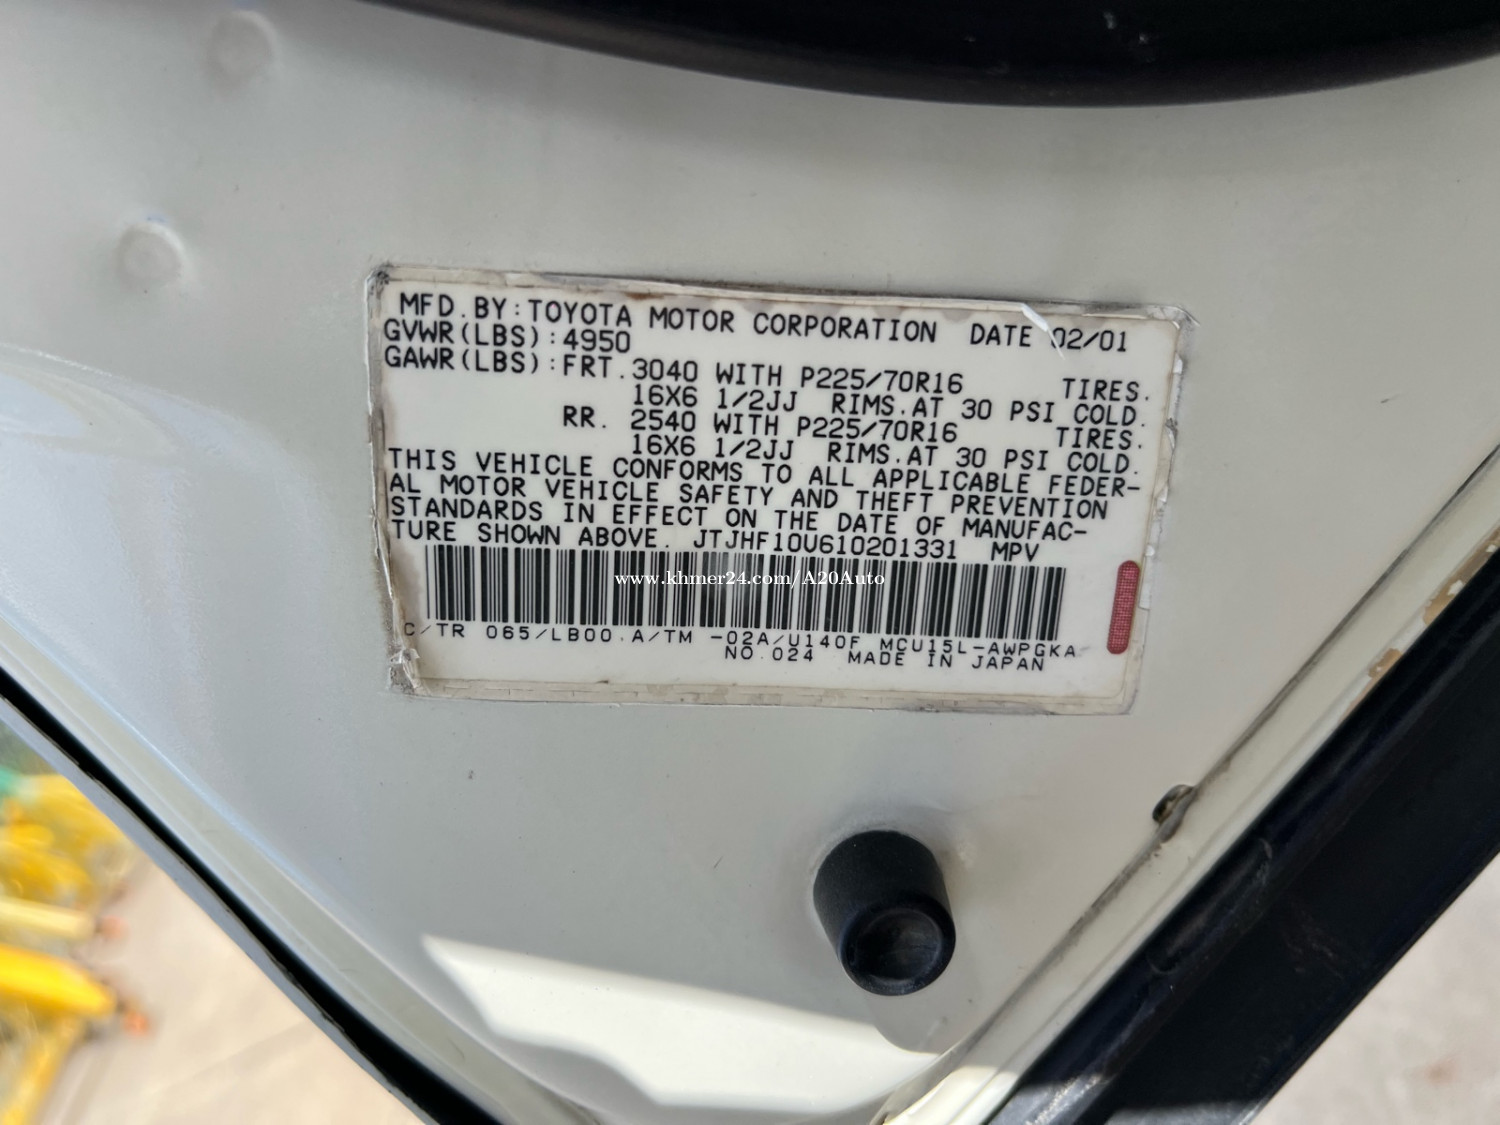 MFD.BY:TOYOTA MOTOR CORPORATION DATE 02/01
GVWR(LBS):4950
GAWR(LBS):FRT.3040 WITH P225/70R16 TIRES.
16X6 1/2JJ RIMS.AT 30 PSI COLD.
RR. 2540 WITH P225/70R16 TIRES.
16X6 1/2JJ RIMS.AT 30 PSI COLD.
THIS VEHICLE CONFORMS TO ALL APPLICABLE FEDER-
AL MOTOR VEHICLE SAFETY AND THEFT PREVENTION
STANDARDS IN EFFECT ON THE DATE OF MANUFAC-
TURE SHOWN ABOVE. JTJHF10U610201331 MPV
www.khmer24.com/A20Auto
C/TR 065/LB00.A/TM -02A/U140F MCU15L-AWPGKA
NO.024 MADE IN JAPAN